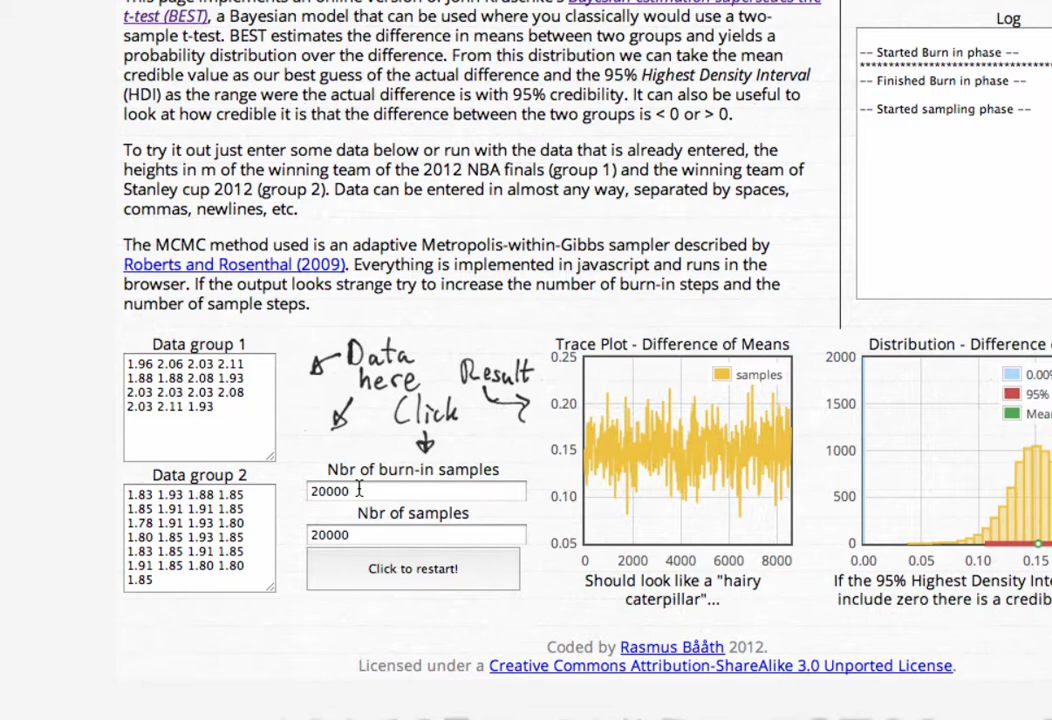 This page implements an online version of John Kruschke's Bayesian estimation supersedes the
t-test (BEST), a Bayesian model that can be used where you classically would use a two-
sample t-test. BEST estimates the difference in means between two groups and yields a
probability distribution over the difference. From this distribution we can take the mean
credible value as our best guess of the actual difference and the 95% Highest Density Interval
(HDI) as the range were the actual difference is with 95% credibility. It can also be useful to
look at how credible it is that the difference between the two groups is < 0 or > 0.
To try it out just enter some data below or run with the data that is already entered, the
heights in m of the winning team of the 2012 NBA finals (group 1) and the winning team of
Stanley cup 2012 (group 2). Data can be entered in almost any way, separated by spaces,
commas, newlines, etc.
The MCMC method used is an adaptive Metropolis-within-Gibbs sampler described by
Roberts and Rosenthal (2009). Everything is implemented in javascript and runs in the
browser. If the output looks strange try to increase the number of burn-in steps and the
number of sample steps.
Log
-- Started Burn in phase --
-- Finished Burn in phase --
-- Started sampling phase --
Data group 1
1.96 2.06 2.03 2.11
1.88 1.88 2.08 1.93
2.03 2.03 2.03 2.08
2.03 2.11 1.93
Data group 2
1.83 1.93 1.88 1.85
1.85 1.91 1.91 1.85
1.78 1.91 1.93 1.80
1.80 1.85 1.93 1.85
1.83 1.85 1.91 1.85
1.91 1.85 1.80 1.80
1.85
Data
here
Click
Result
Nbr of burn-in samples
20000
Nbr of samples
20000
Click to restart!
Trace Plot - Difference of Means
samples
0.25
0.20
0.15
0.10
0.05
0 2000 4000 6000 8000
Should look like a "hairy
caterpillar"...
Distribution - Difference
0.00%
95%
Mea
2000
1500
1000
500
0
0.00 0.05 0.10 0.15
If the 95% Highest Density Inte
include zero there is a credib
Coded by Rasmus Bååth 2012.
Licensed under a Creative Commons Attribution-ShareAlike 3.0 Unported License.